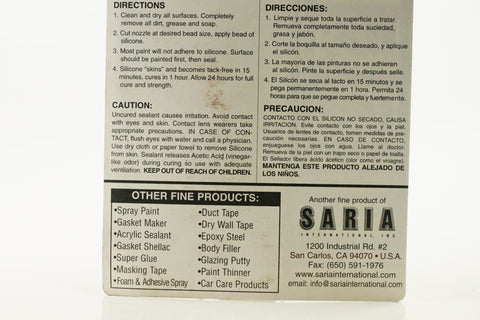 DIRECTIONS
1. Clean and dry all surfaces. Completely
remove all dirt, grease and soap.
2. Cut nozzle at desired bead size, apply bead of
silicone.
3. Most paint will not adhere to silicone. Surface
should be painted first, then seal.
4. Silicone "skins" and becomes tack-free in 15
minutes, cures in 1 hour. Allow 24 hours for full
cure and strength.
CAUTION:
Uncured sealant causes irritation. Avoid contact
with eyes and skin. Contact lens wearers take
appropriate precautions. IN CASE OF CON-
TACT, flush eyes with water and call a physician.
Use dry cloth or paper towel to remove Silicone
from skin. Sealant releases Acetic Acid (vinegar-
like odor) during curing so use with adequate
ventilation. KEEP OUT OF REACH OF CHILDREN.
DIRECCIONES:
1. Limpie y seque toda la superficie a tratar.
Remueva completamente toda suciedad,
grasa y jabón.
2. Corte la boquilla al tamaño deseado, y aplique
el silicón.
3. La mayoría de las pinturas no se adhieren
al silicón. Pinte la superficie y después selle.
4. El Silicón se seca al tacto en 15 minutos y se
pega permanentemente en 1 hora. Permita 24
horas para que se pegue completa y fuertemente.
PRECAUCION:
CONTACTO CON EL SILICON NO SECADO, CAUSA
IRRITACION. Evite contacto con los ojos y la piel.
Usuarios de lentes de contacto, tomen medidas de pre-
caución necesarias. EN CASO DE CONTACTO,
enjuaguese los ojos con agua. Llame al doctor.
Remueva de la piel con un trapo seco o papel de toalla.
El Sellador libera ácido acético (olor como el vinagre).
MANTENGA ESTE PRODUCTO ALEJADO DE
LOS NIÑOS.
OTHER FINE PRODUCTS:
•Spray Paint
•Gasket Maker
•Acrylic Sealant
•Gasket Shellac
•Super Glue
•Masking Tape
•Foam & Adhesive Spray
•Duct Tape
•Dry Wall Tape
•Epoxy Steel
•Body Filler
•Glazing Putty
•Paint Thinner
•Car Care Products
Another fine product of
SARIA
INTERNATIONAL, INC.
1200 Industrial Rd. #2
San Carlos, CA 94070 • U.S.A.
Fax: (650) 591-1976
www.sariainternational.com
email: info@sariainternational.com